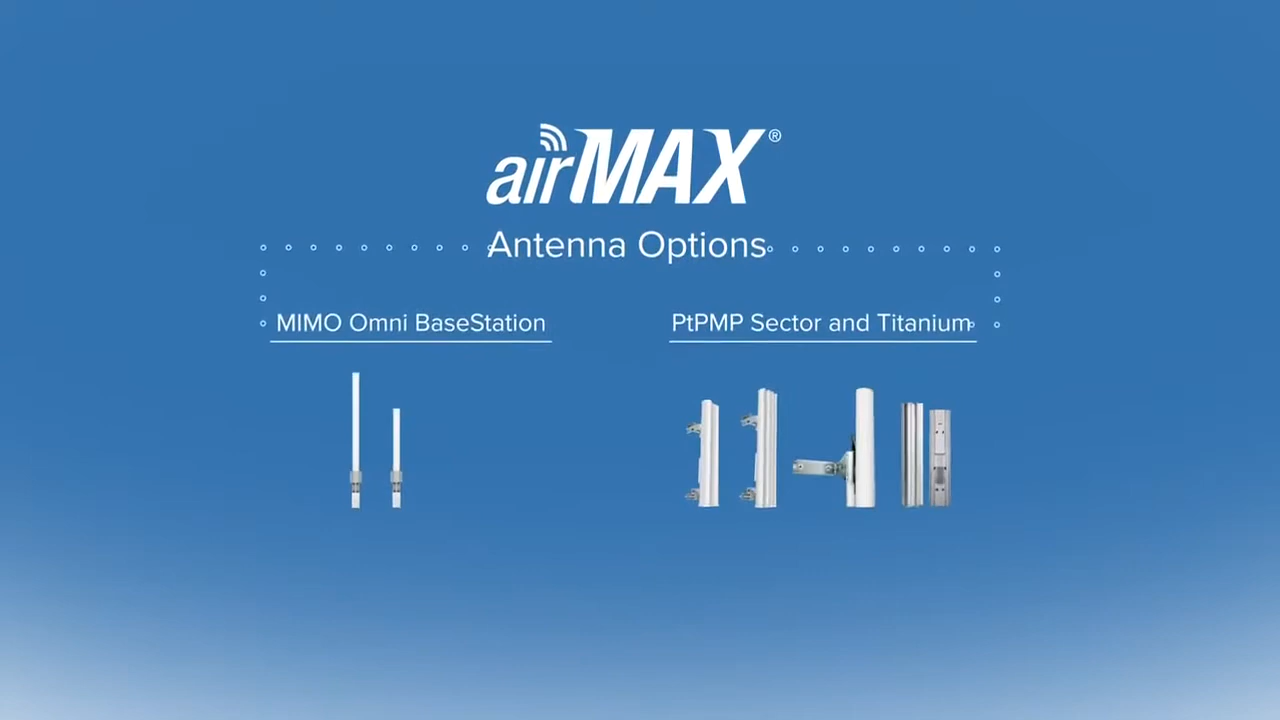 airMAX®
Antenna Options
MIMO Omni BaseStation
PtPMP Sector and Titanium